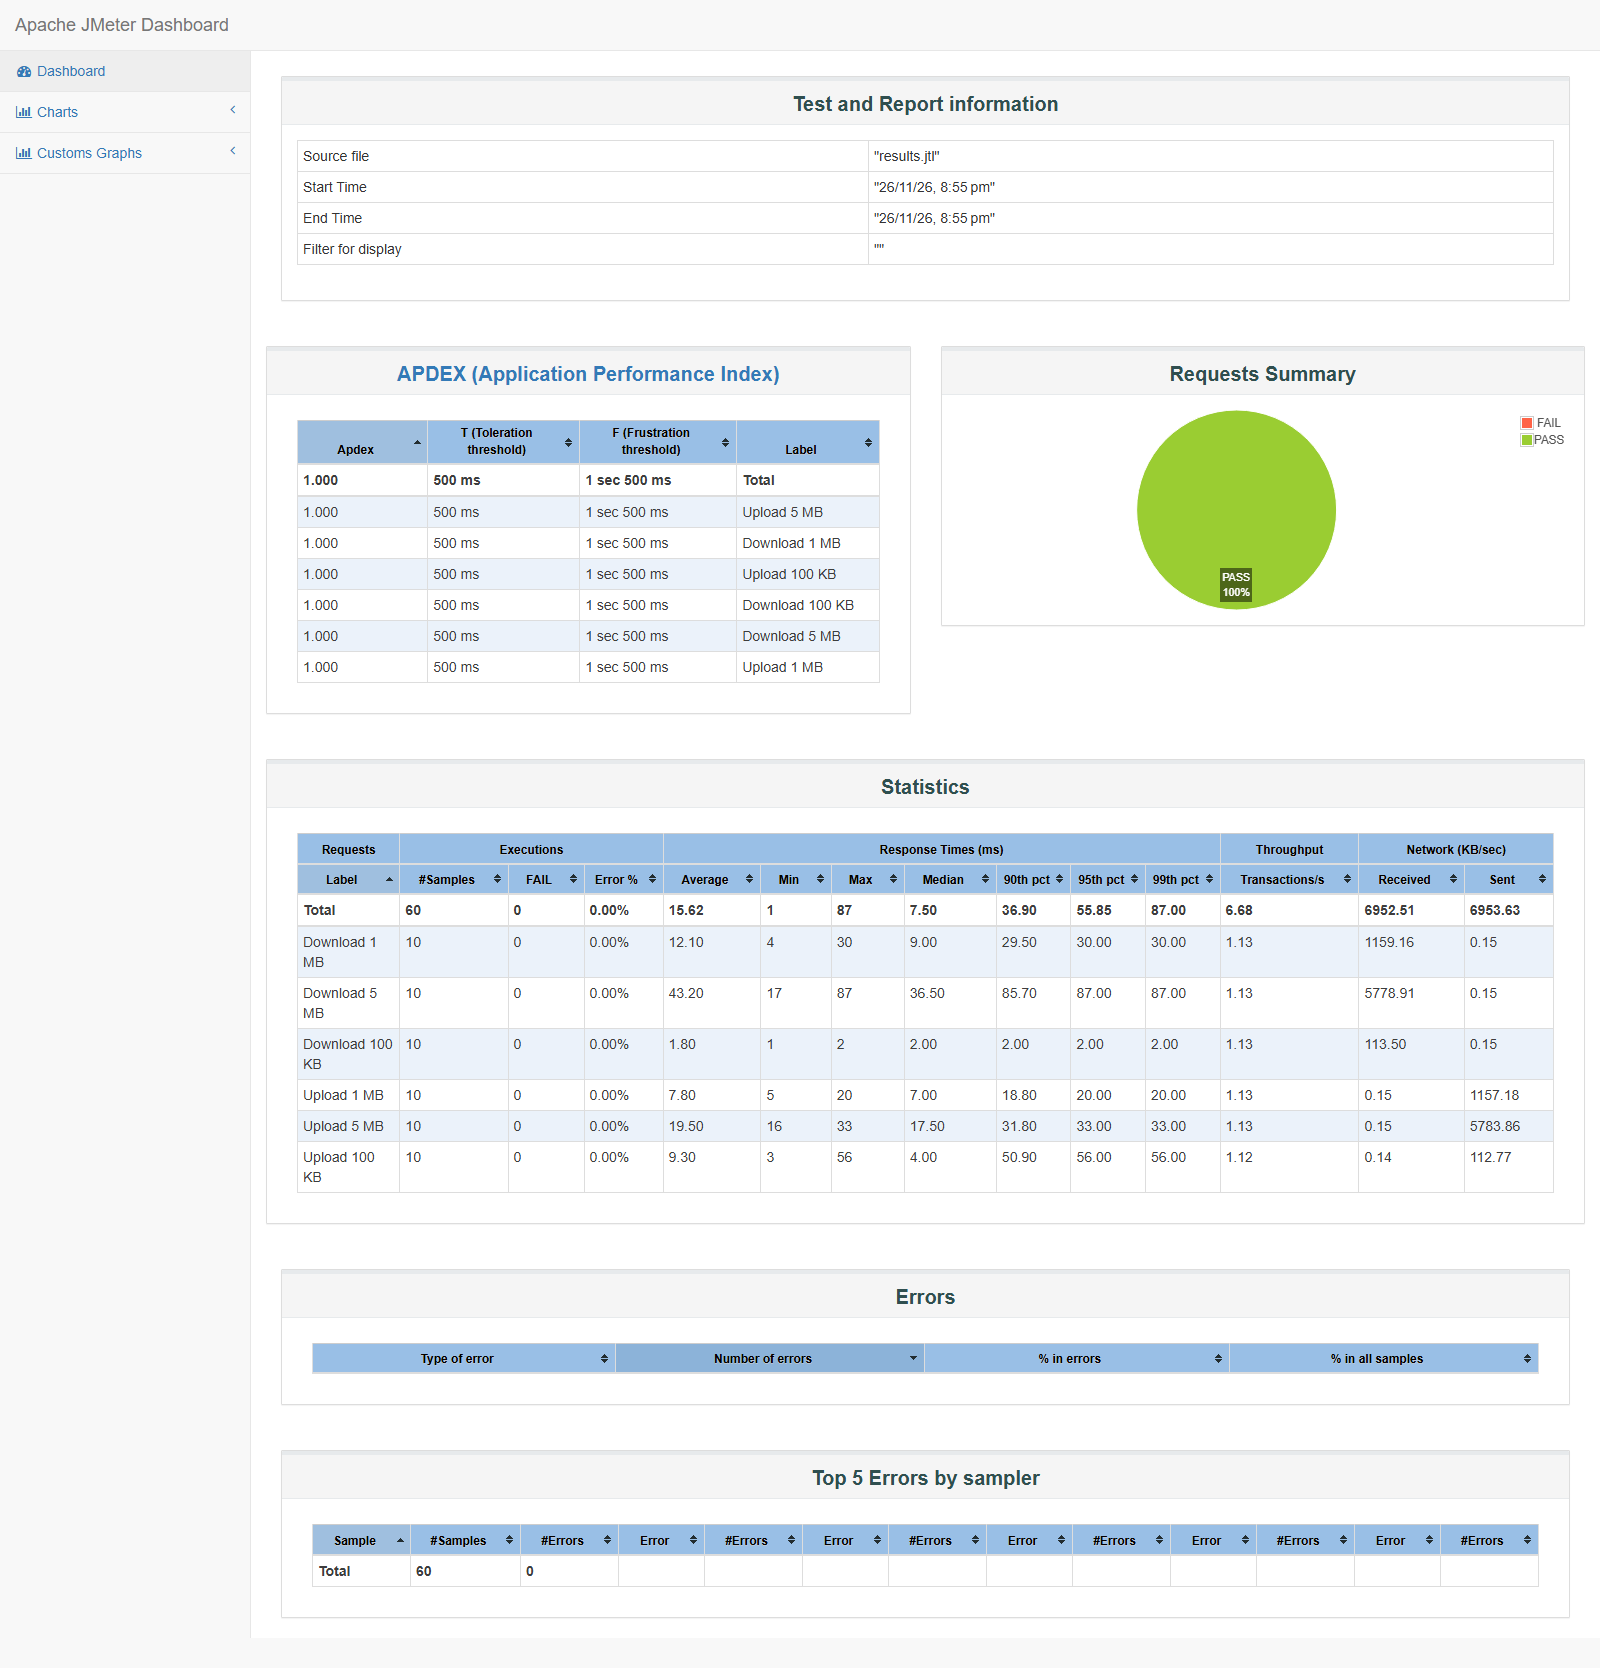 Apache JMeter Dashboard
Dashboard
Charts
Customs Graphs
Test and Report information
Source file "results.jtl"
Start Time "26/11/26, 8:55 pm"
End Time "26/11/26, 8:55 pm"
Filter for display ""
APDEX (Application Performance Index)
Apdex T (Toleration threshold) F (Frustration threshold) Label
1.000 500 ms 1 sec 500 ms Total
1.000 500 ms 1 sec 500 ms Upload 5 MB
1.000 500 ms 1 sec 500 ms Download 1 MB
1.000 500 ms 1 sec 500 ms Upload 100 KB
1.000 500 ms 1 sec 500 ms Download 100 KB
1.000 500 ms 1 sec 500 ms Download 5 MB
1.000 500 ms 1 sec 500 ms Upload 1 MB
Requests Summary
FAIL
PASS
PASS
100%
Statistics
Requests Executions Response Times (ms) Throughput Network (KB/sec)
Label #Samples FAIL Error % Average Min Max Median 90th pct 95th pct 99th pct Transactions/s Received Sent
Total 60 0 0.00% 15.62 1 87 7.50 36.90 55.85 87.00 6.68 6952.51 6953.63
Download 1 MB 10 0 0.00% 12.10 4 30 9.00 29.50 30.00 30.00 1.13 1159.16 0.15
Download 5 MB 10 0 0.00% 43.20 17 87 36.50 85.70 87.00 87.00 1.13 5778.91 0.15
Download 100 KB 10 0 0.00% 1.80 1 2 2.00 2.00 2.00 2.00 1.13 113.50 0.15
Upload 1 MB 10 0 0.00% 7.80 5 20 7.00 18.80 20.00 20.00 1.13 0.15 1157.18
Upload 5 MB 10 0 0.00% 19.50 16 33 17.50 31.80 33.00 33.00 1.13 0.15 5783.86
Upload 100 KB 10 0 0.00% 9.30 3 56 4.00 50.90 56.00 56.00 1.12 0.14 112.77
Errors
Type of error Number of errors % in errors % in all samples
Top 5 Errors by sampler
Sample #Samples #Errors Error #Errors Error #Errors Error #Errors Error #Errors Error #Errors
Total 60 0